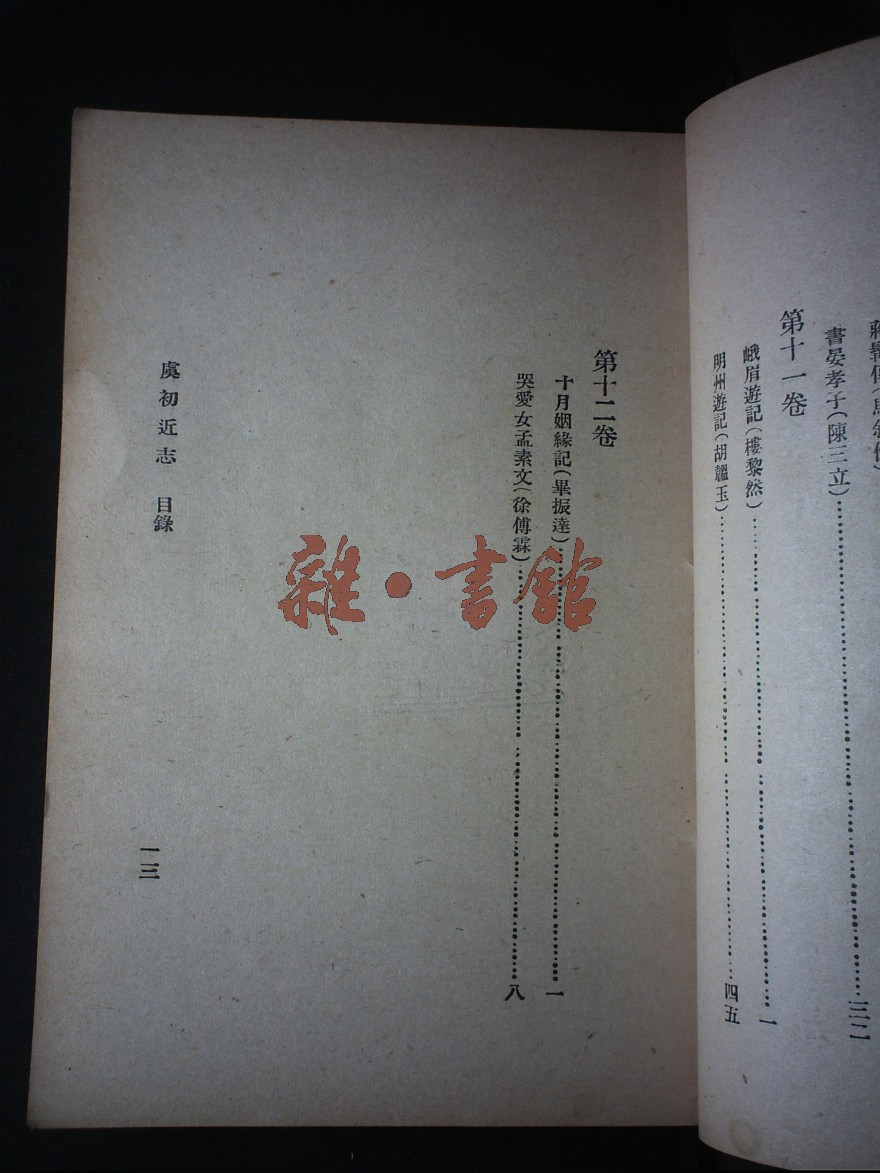 書晏孝子（陳三立）……三二
第十一卷
峨眉遊記（樓黎然）……一
明州遊記（胡韞玉）……四五
第十二卷
十月姻緣記（畢振達）……一
哭愛女孟素文（徐傅霖）……八
虞初近志 目錄
一三
雜·書館